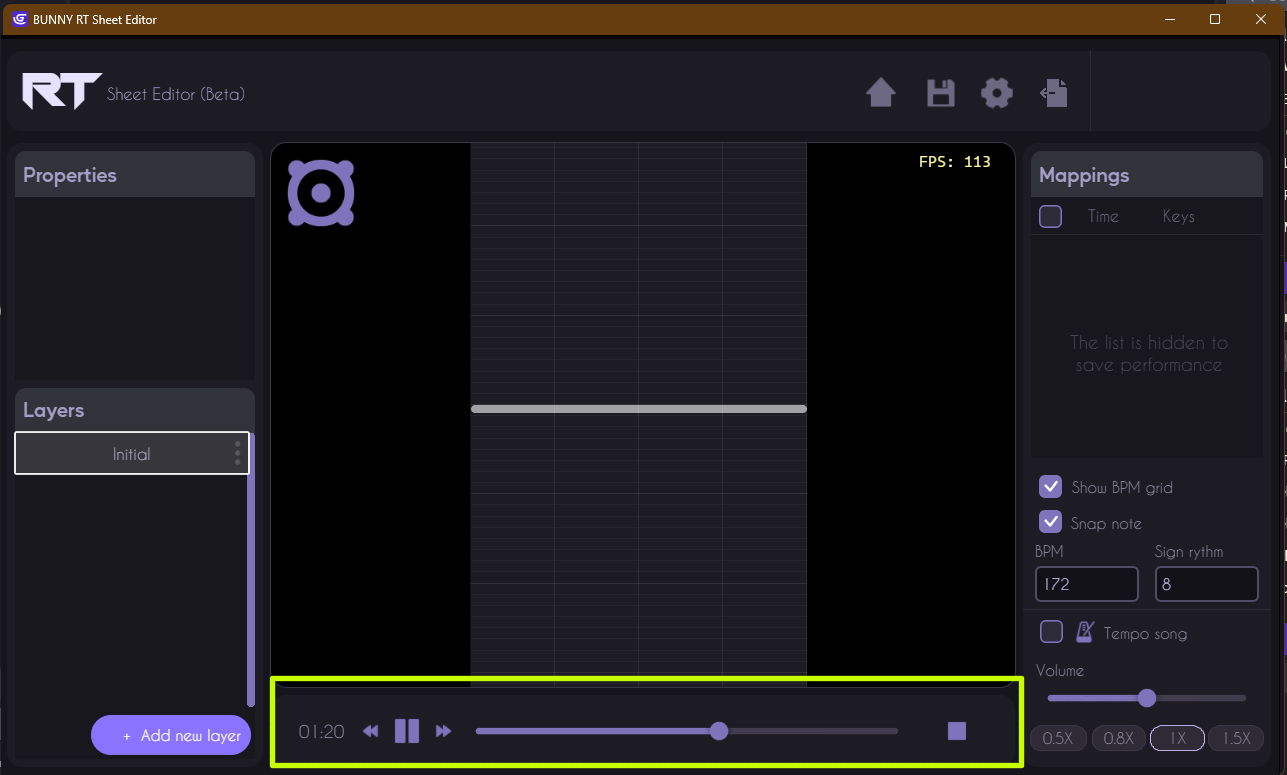 BUNNY RT Sheet Editor
RT Sheet Editor (Beta)
Properties
Layers
Initial
+ Add new layer
FPS: 113
01:20
Mappings
Time Keys
The list is hidden to
save performance
Show BPM grid
Snap note
BPM Sign rythm
172 8
Tempo song
Volume
0.5X 0.8X 1X 1.5X